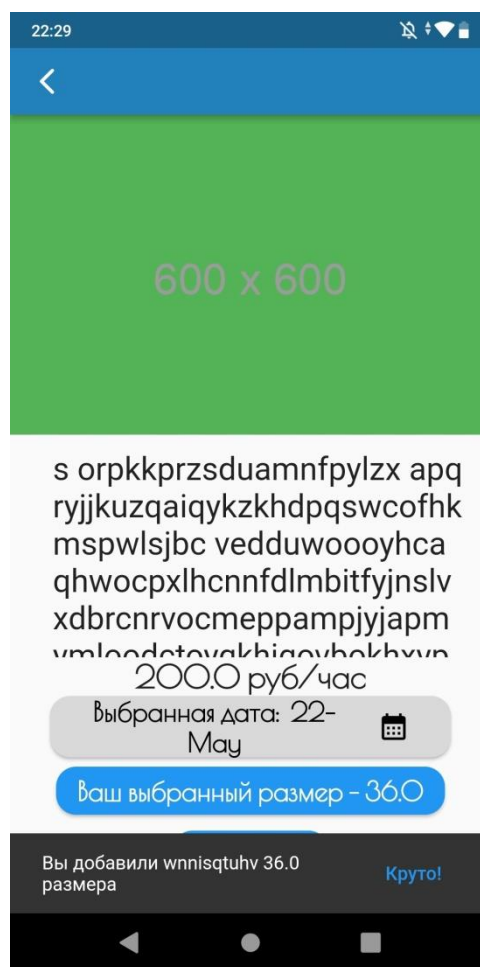 22:29
600 x 600
s orpkkprzsduamnfpylzx apq
ryjjkuzqaiqykzkhdpqswcofhk
mspwlsjbc vedduwoooyhca
qhwocpxlhcnnfdlmbitfyjnslv
xdbrcnrvocmeppampjyjapm
200.0 руб/час
Выбранная дата: 22-
May
Ваш выбранный размер - 36.0
Вы добавили wnnisqtuhv 36.0
размера
Круто!